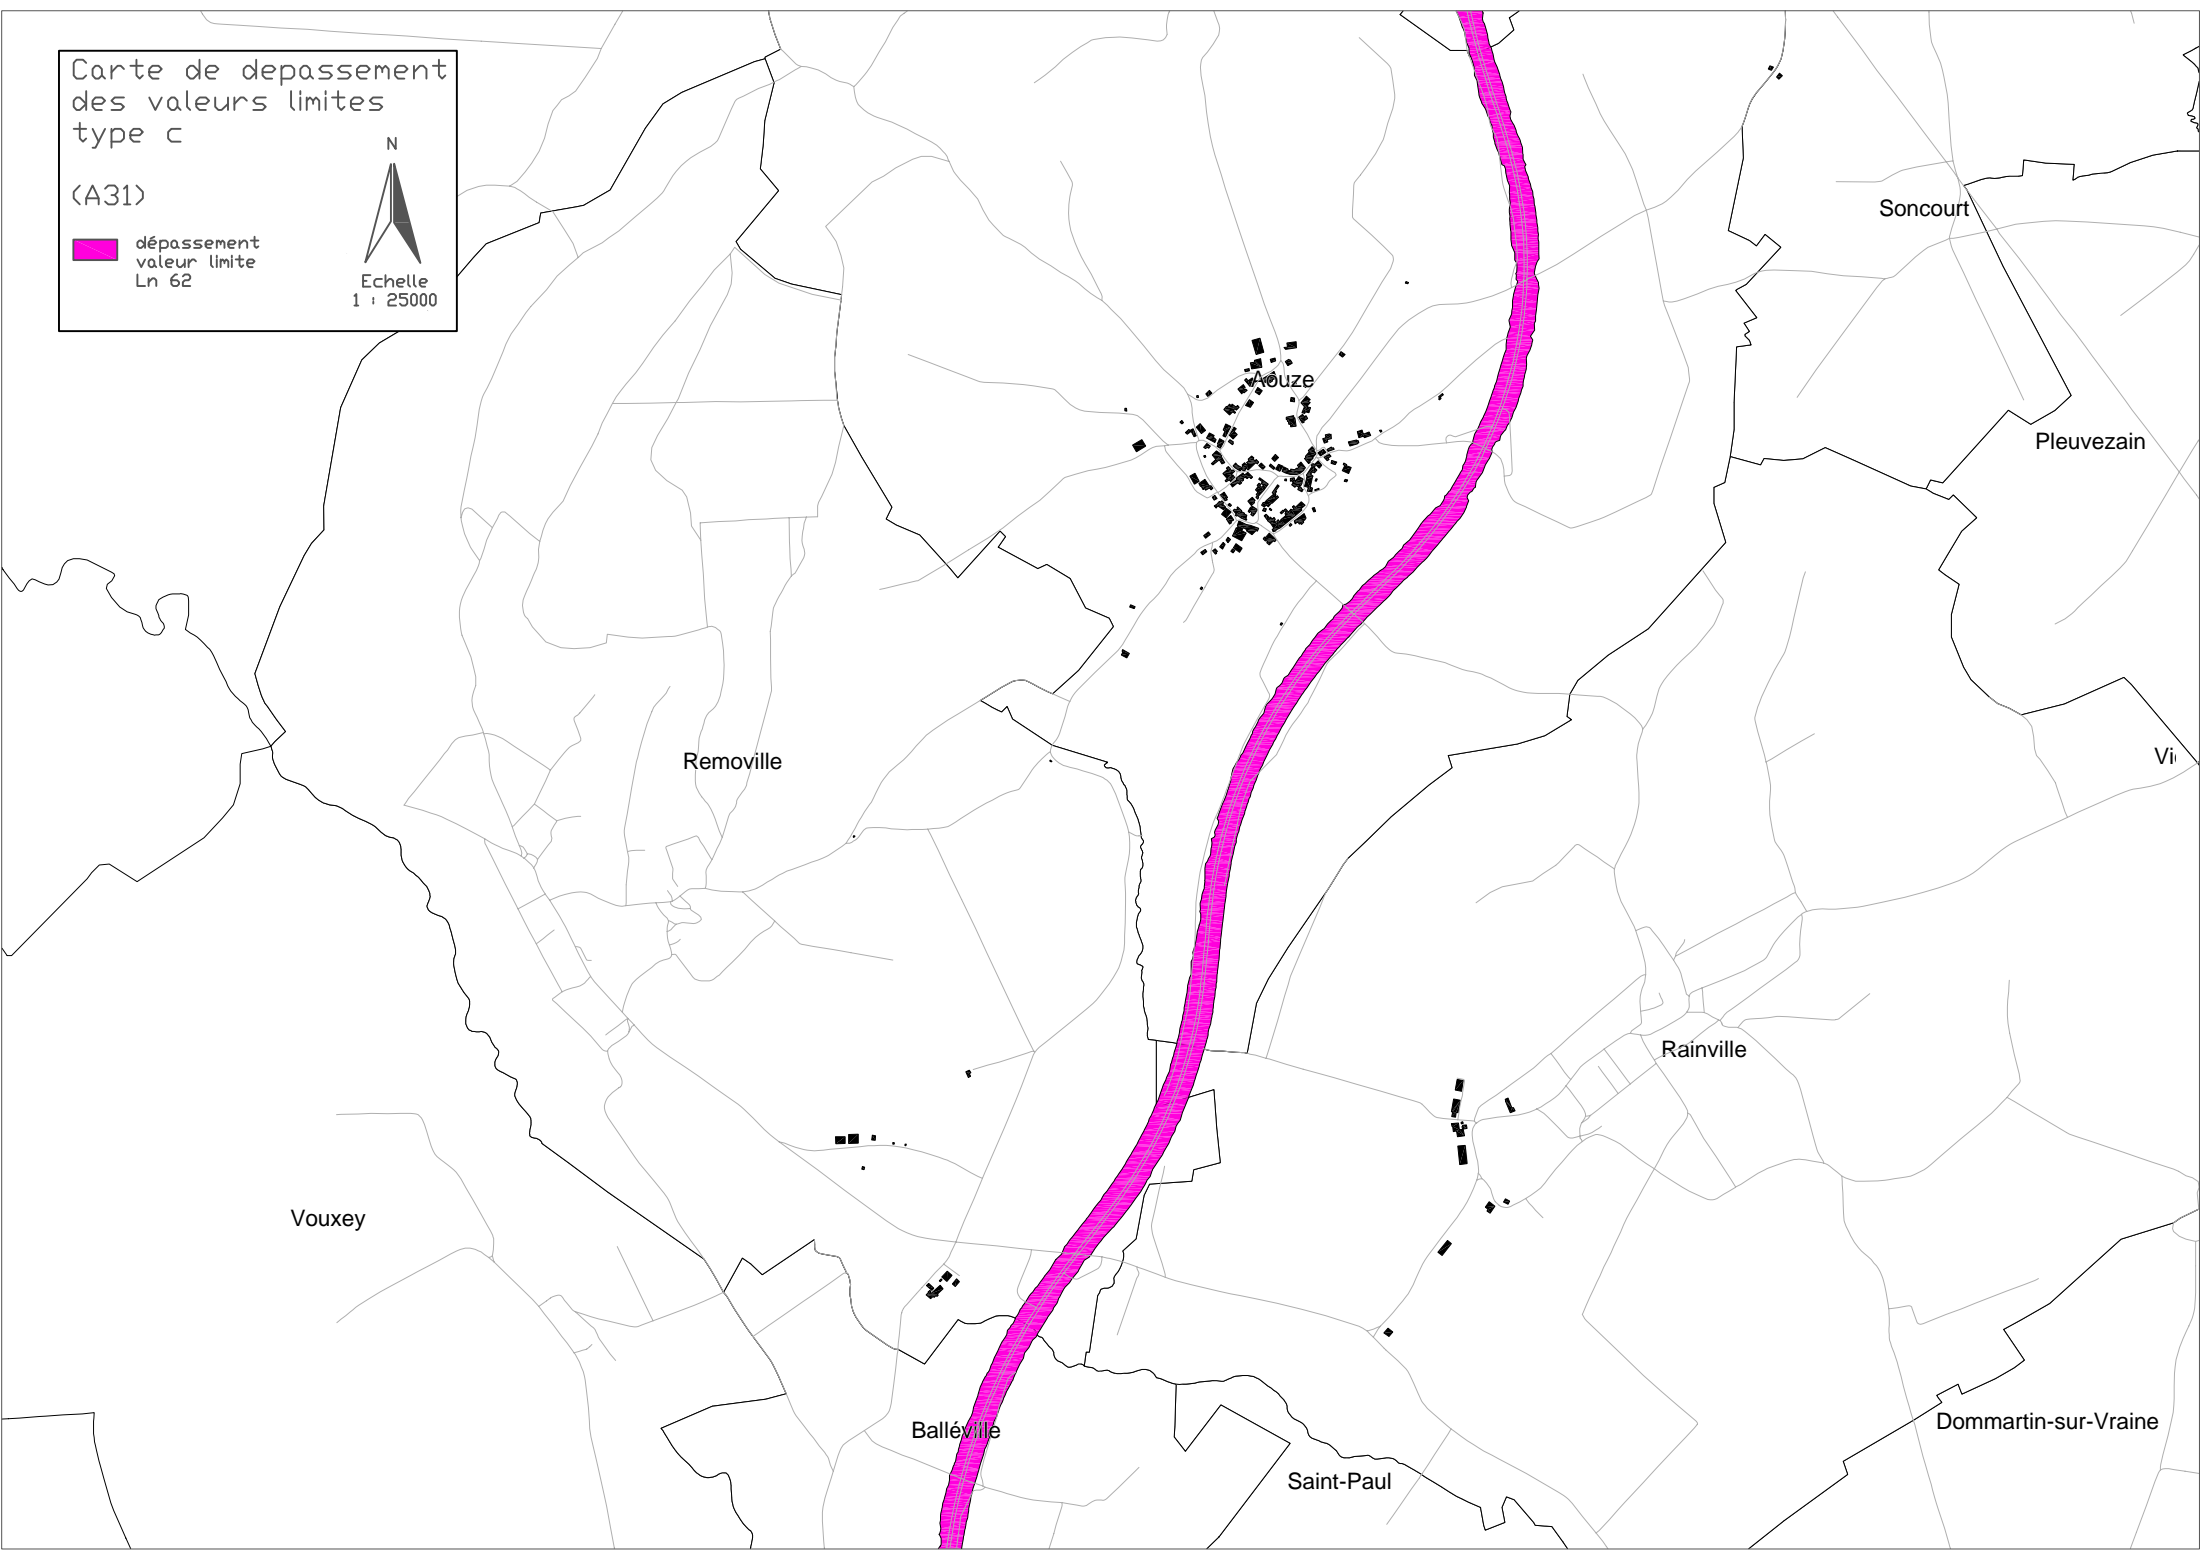 Carte de depassement
des valeurs limites
type c
N
(A31)
dépassement
valeur limite
Ln 62
Echelle
1 : 25000
Soncourt
Aouze
Pleuvezain
Removille
Rainville
Vouxey
Balléville
Dommartin-sur-Vraine
Saint-Paul